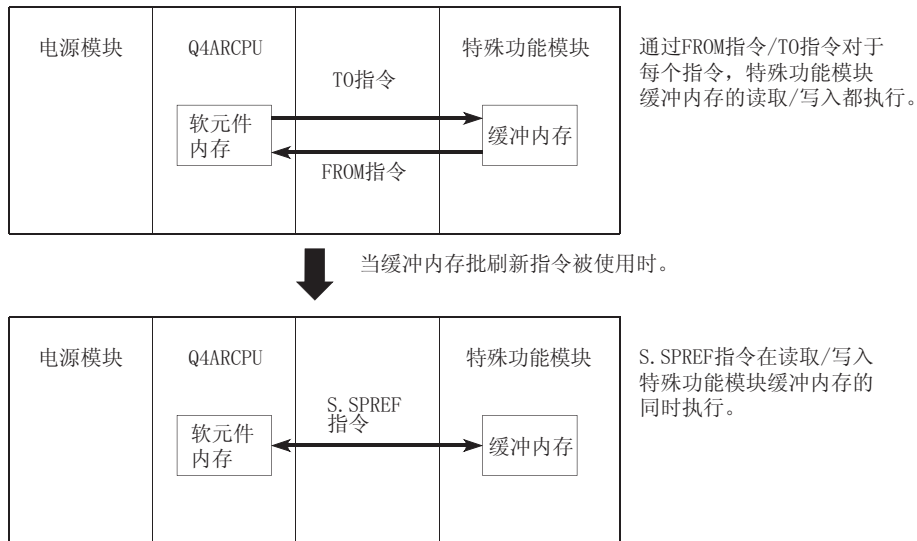 电源模块
Q4ARCPU
特殊功能模块
TO指令
软元件
内存
缓冲内存
FROM指令
通过FROM指令/TO指令对于
每个指令，特殊功能模块
缓冲内存的读取/写入都执行。
当缓冲内存批刷新指令被使用时。
电源模块
Q4ARCPU
特殊功能模块
S.SPREF
指令
软元件
内存
缓冲内存
S.SPREF指令在读取/写入
特殊功能模块缓冲内存的
同时执行。